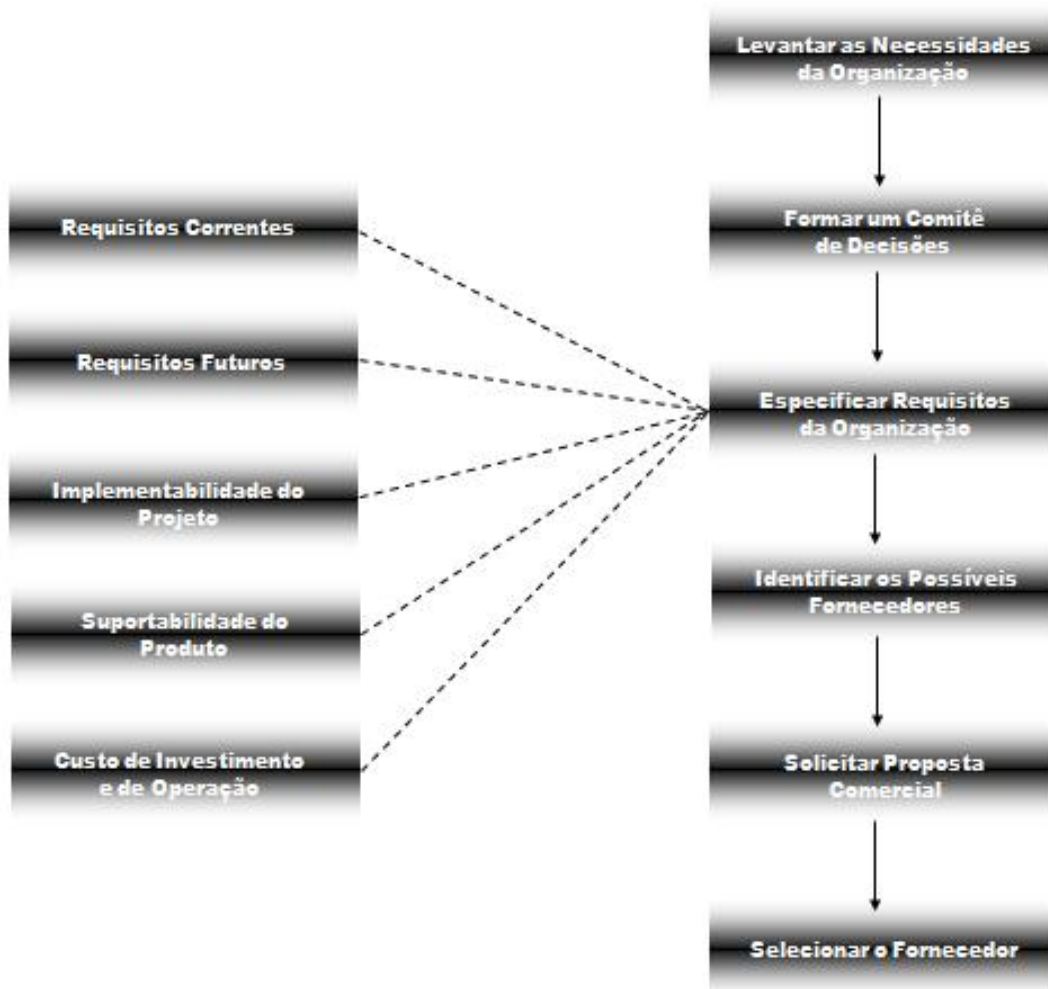 Levantar as Necessidades
da Organização
Formar um Comitê
de Decisões
Especificar Requisitos
da Organização
Identificar os Possíveis
Fornecedores
Solicitar Proposta
Comercial
Selecionar o Fornecedor
Requisitos Correntes
Requisitos Futuros
Implementabilidade do
Projeto
Suportabilidade do
Produto
Custo de Investimento
e de Operação